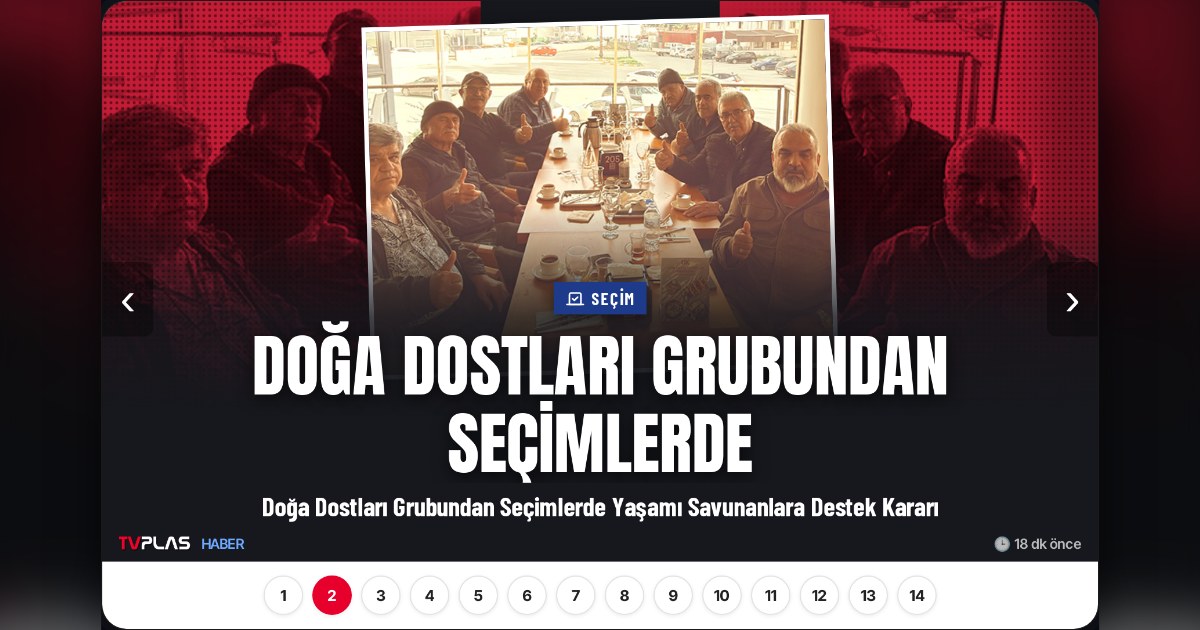 205
SEÇİM
DOĞA DOSTLARI GRUBUNDAN
SEÇİMLERDE
Doğa Dostları Grubundan Seçimlerde Yaşamı Savunanlara Destek Kararı
TVPLAS HABER
18 dk önce
1 2 3 4 5 6 7 8 9 10 11 12 13 14